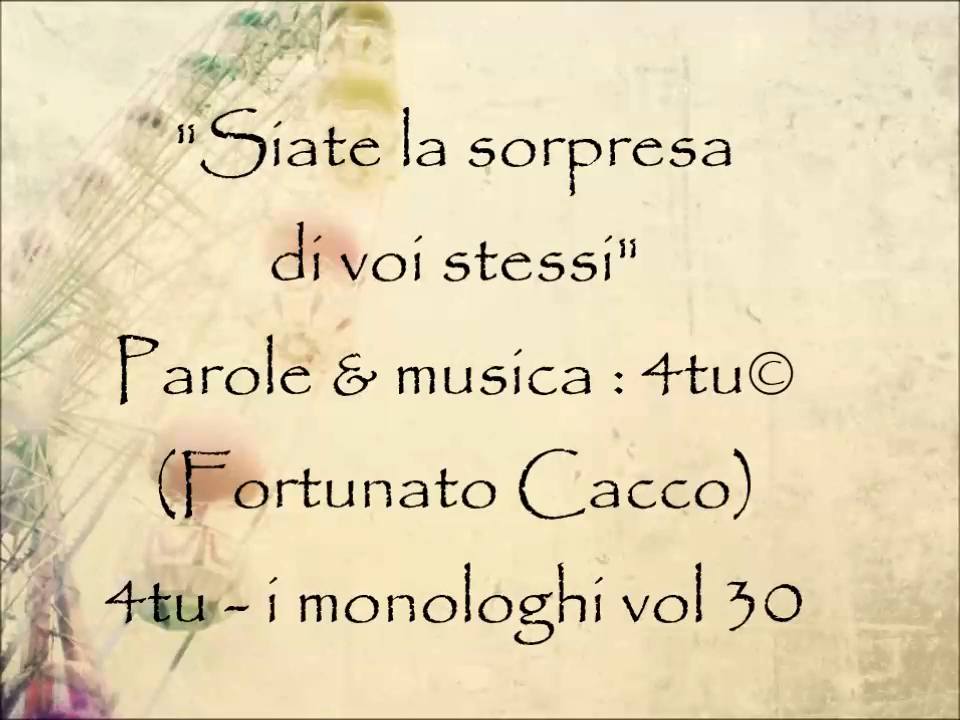 "Siate la sorpresa
di voi stessi"
Parole & musica : 4tu©
(Fortunato Cacco)
4tu - i monologhi vol 30